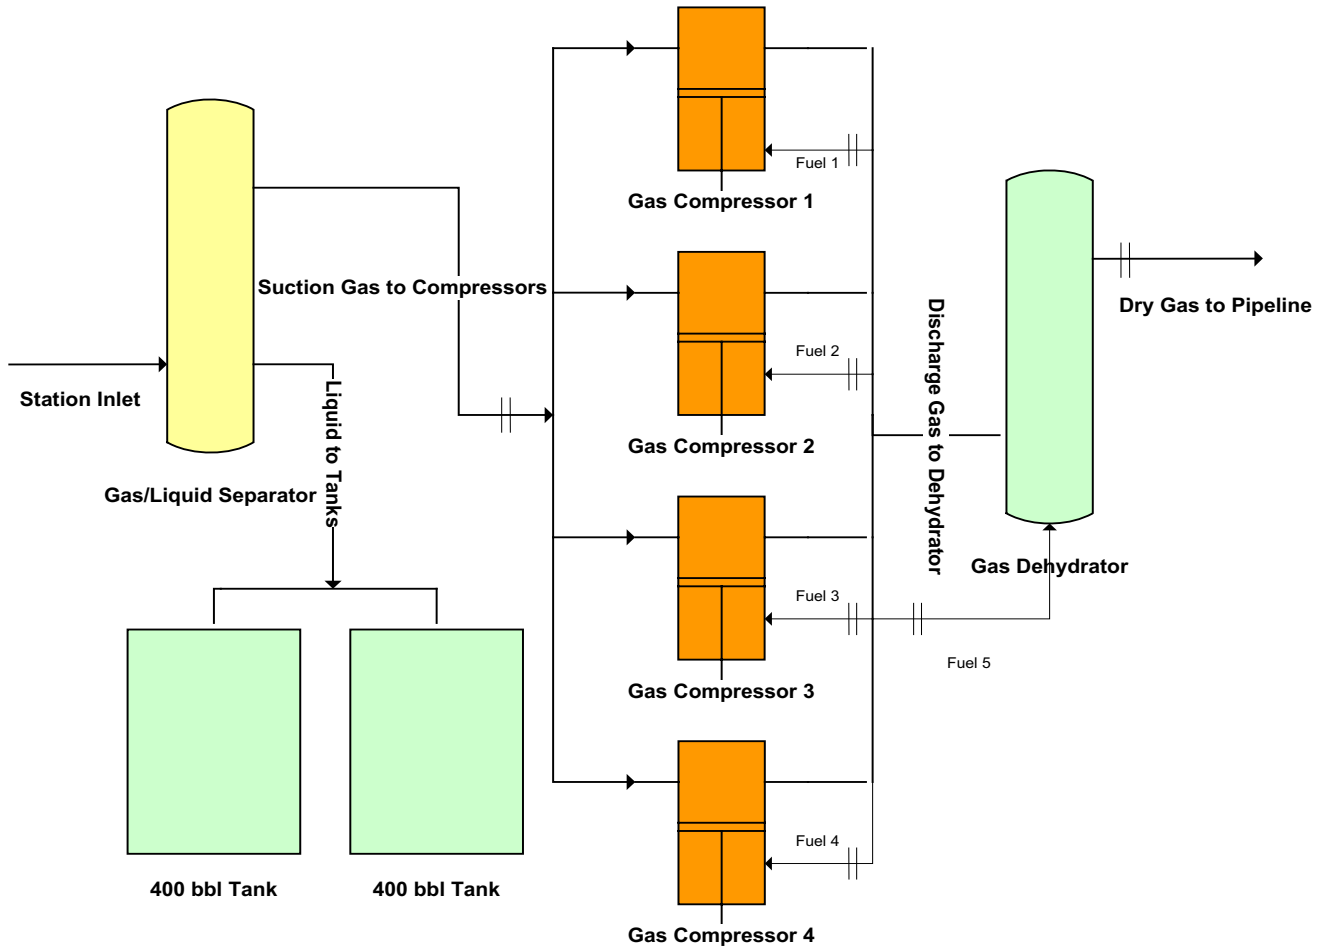 Fuel 1
Gas Compressor 1
Suction Gas to Compressors
Dry Gas to Pipeline
Fuel 2
Discharge Gas to Dehydrator
Station Inlet
Liquid to Tanks
Gas Compressor 2
Gas/Liquid Separator
Gas Dehydrator
Fuel 3
Fuel 5
Gas Compressor 3
Fuel 4
400 bbl Tank
400 bbl Tank
Gas Compressor 4